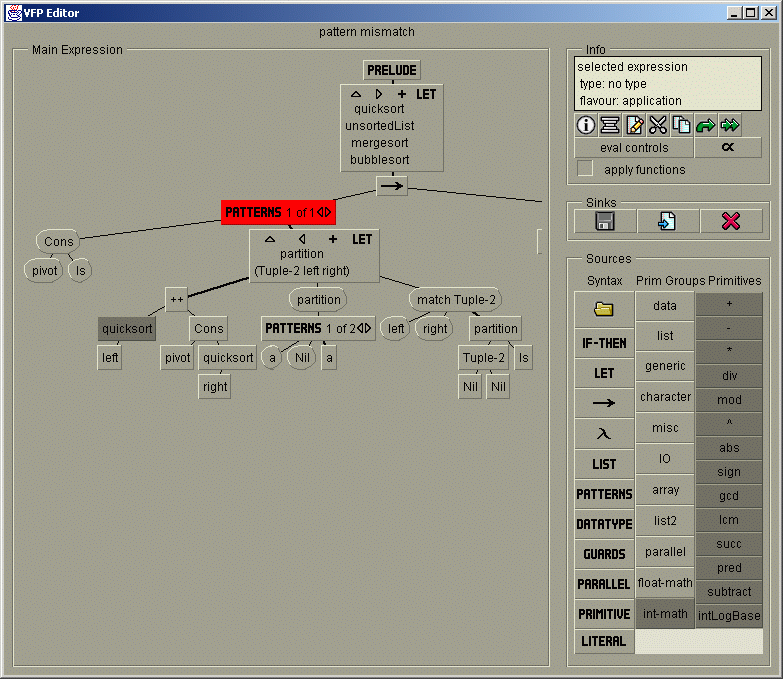 VFP Editor
pattern mismatch
Main Expression
PRELUDE
LET
quicksort
unsortedList
mergesort
bubblesort
PATTERNS 1 of 1
Cons
pivot ls
LET
partition
(Tuple-2 left right)
++
partition
match Tuple-2
quicksort
Cons
PATTERNS 1 of 2
left
right
partition
left
pivot
quicksort
a
Nil
a
Tuple-2
ls
right
Nil
Nil
Info
selected expression
type: no type
flavour: application
eval controls
α
apply functions
Sinks
Sources
Syntax Prim Groups Primitives
IF-THEN
LET
λ
LIST
PATTERNS
DATATYPE
GUARDS
PARALLEL
PRIMITIVE
LITERAL
data
list
generic
character
misc
IO
array
list2
parallel
float-math
int-math
+
-
*
div
mod
^
abs
sign
gcd
lcm
succ
pred
subtract
intLogBase